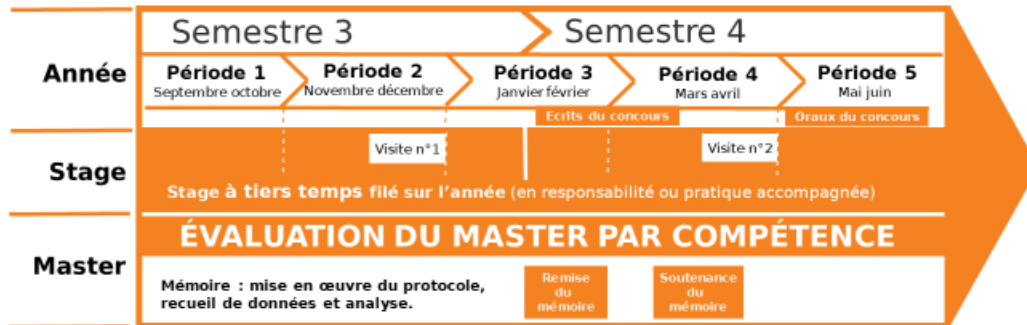 Semestre 3
Semestre 4
Année
Période 1
Septembre octobre
Période 2
Novembre décembre
Période 3
Janvier février
Période 4
Mars avril
Période 5
Mai juin
Ecrits du concours
Oraux du concours
Stage
Visite n°1
Visite n°2
Stage à tiers temps filé sur l'année (en responsabilité ou pratique accompagnée)
ÉVALUATION DU MASTER PAR COMPÉTENCE
Master
Mémoire : mise en œuvre du protocole,
recueil de données et analyse.
Remise
du
mémoire
Soutenance
du
mémoire